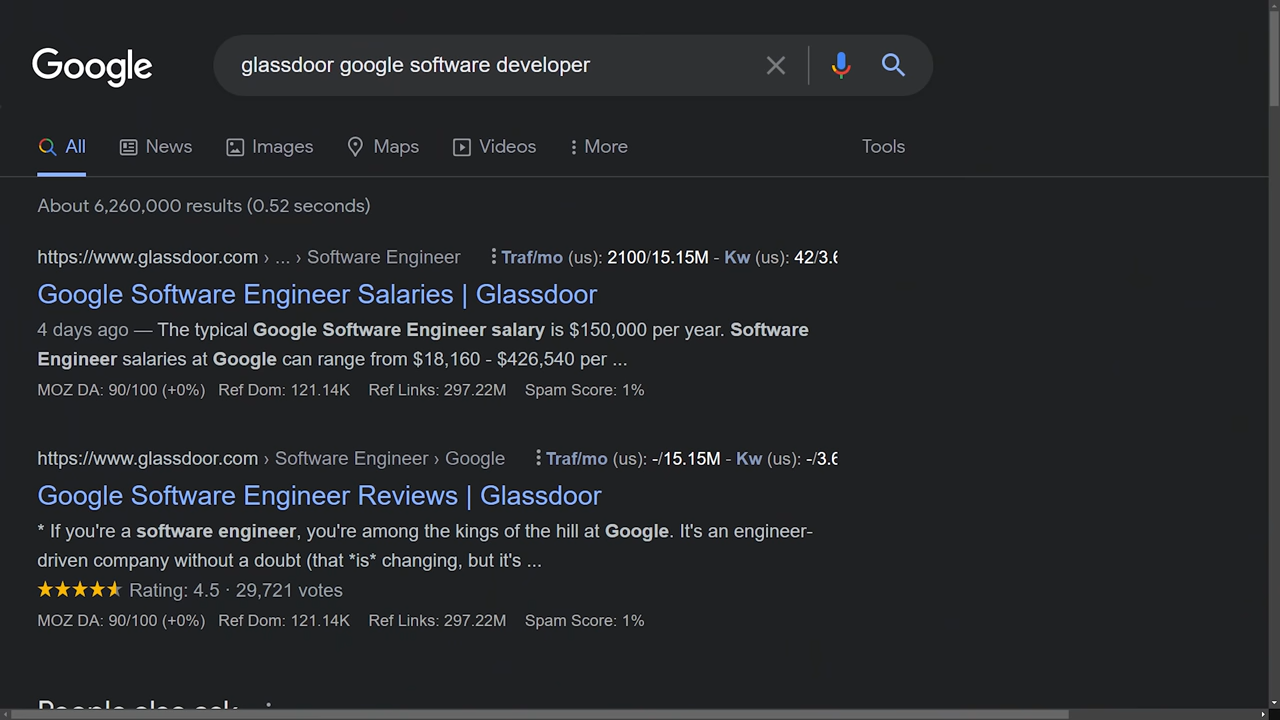 Google
glassdoor google software developer
All News Images Maps Videos More Tools
About 6,260,000 results (0.52 seconds)
https://www.glassdoor.com › ... › Software Engineer Traf/mo (us): 2100/15.15M - Kw (us): 42/3.6
Google Software Engineer Salaries | Glassdoor
4 days ago — The typical Google Software Engineer salary is $150,000 per year. Software
Engineer salaries at Google can range from $18,160 - $426,540 per ...
MOZ DA: 90/100 (+0%) Ref Dom: 121.14K Ref Links: 297.22M Spam Score: 1%
https://www.glassdoor.com › Software Engineer › Google Traf/mo (us): -/15.15M - Kw (us): -/3.6
Google Software Engineer Reviews | Glassdoor
* If you're a software engineer, you're among the kings of the hill at Google. It's an engineer-
driven company without a doubt (that *is* changing, but it's ...
Rating: 4.5 · 29,721 votes
MOZ DA: 90/100 (+0%) Ref Dom: 121.14K Ref Links: 297.22M Spam Score: 1%
People also ask